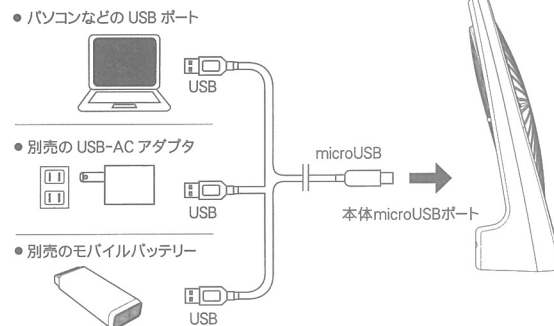 ● パソコンなどの USB ポート
USB
● 別売の USB-AC アダプタ
USB
● 別売のモバイルバッテリー
USB
microUSB
本体microUSBポート